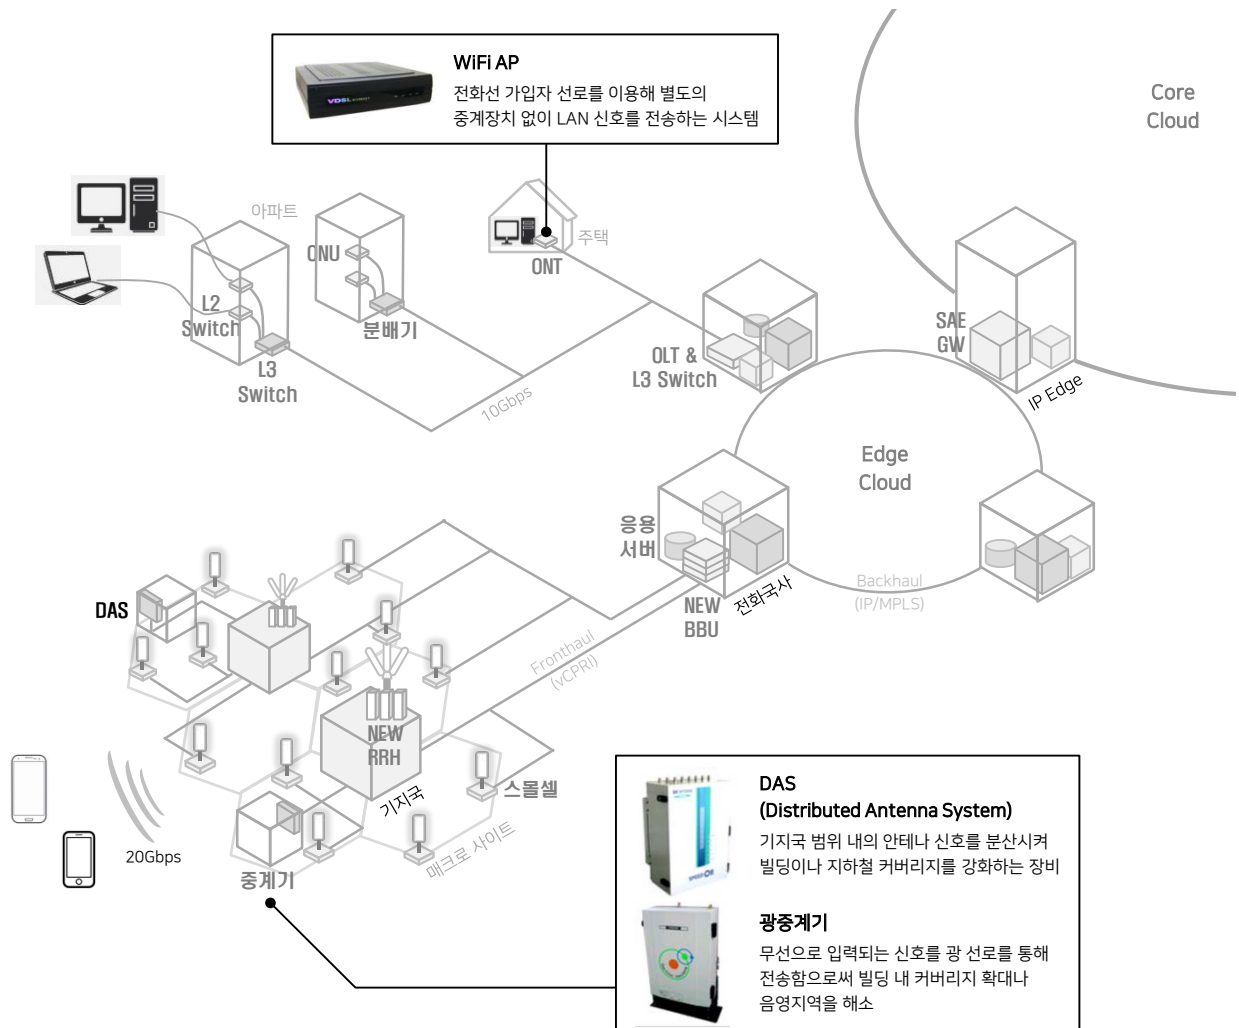 WiFi AP
전화선 가입자 선로를 이용해 별도의
중계장치 없이 LAN 신호를 전송하는 시스템
VDSL
Core
Cloud
아파트
ONU
주택
ONT
L2
Switch
분배기
L3
Switch
10Gbps
OLT &
L3 Switch
SAE
GW
IP Edge
Edge
Cloud
응용
서버
NEW
BBU
전화국사
Backhaul
(IP/MPLS)
Fronthaul
(vCPRI)
DAS
NEW
RRH
기지국
스몰셀
매크로 사이트
중계기
20Gbps
DAS
(Distributed Antenna System)
기지국 범위 내의 안테나 신호를 분산시켜
빌딩이나 지하철 커버리지를 강화하는 장비
광중계기
무선으로 입력되는 신호를 광 선로를 통해
전송함으로써 빌딩 내 커버리지 확대나
음영지역을 해소